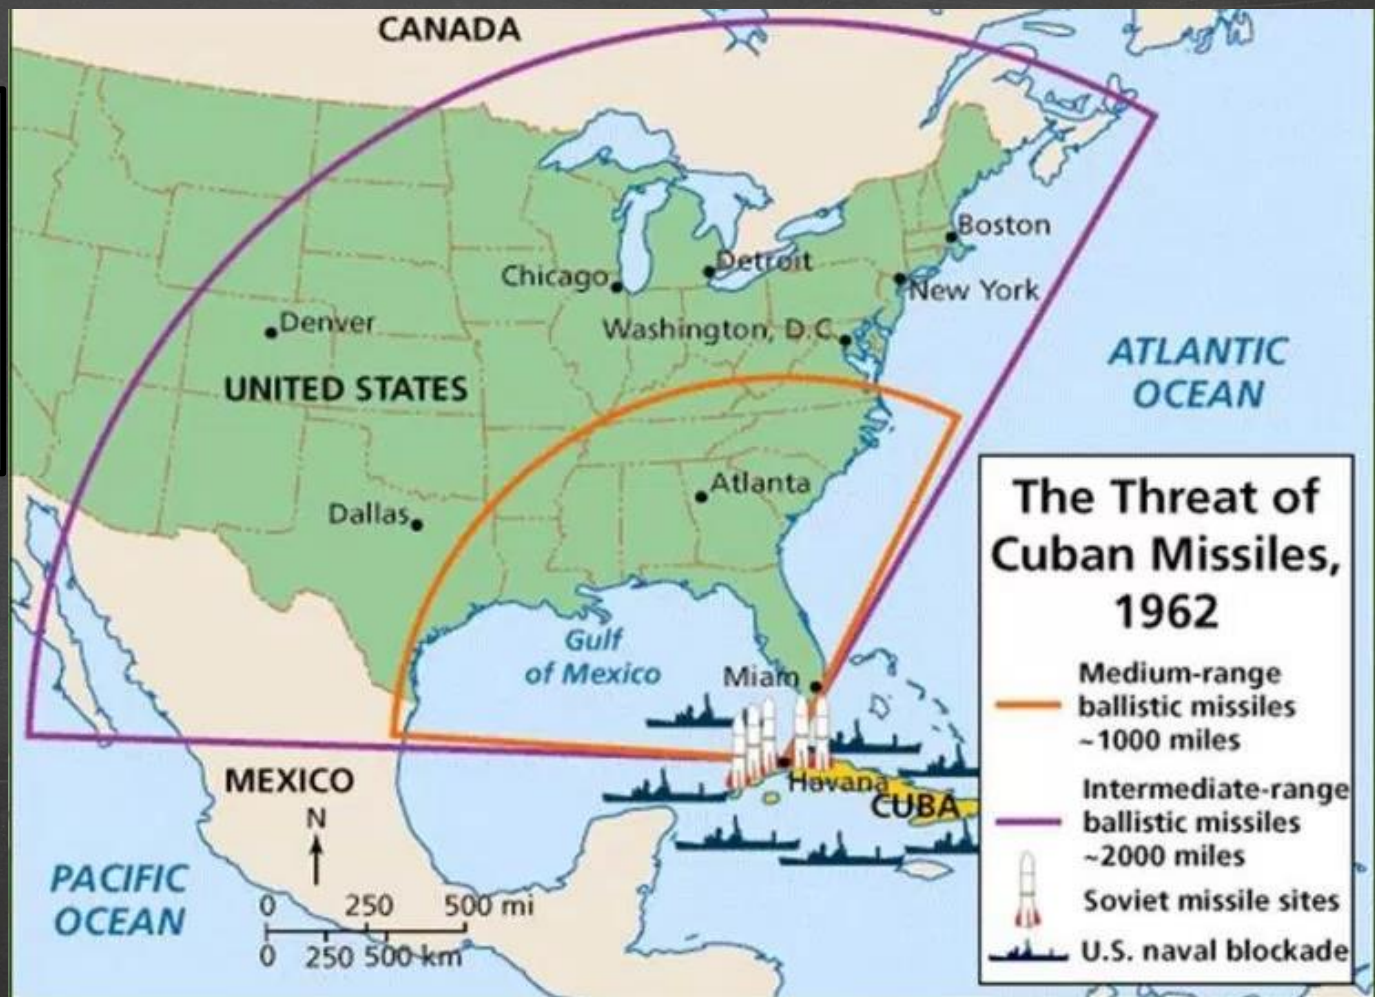 CANADA
Boston
Detroit
Chicago
New York
Denver
Washington, D.C.
ATLANTIC
OCEAN
UNITED STATES
Atlanta
Dallas
Gulf
of Mexico
Miam
Havana
CUBA
MEXICO
N
PACIFIC
OCEAN
0 250 500 mi
0 250 500 km
The Threat of
Cuban Missiles,
1962
Medium-range
ballistic missiles
~1000 miles
Intermediate-range
ballistic missiles
~2000 miles
Soviet missile sites
U.S. naval blockade